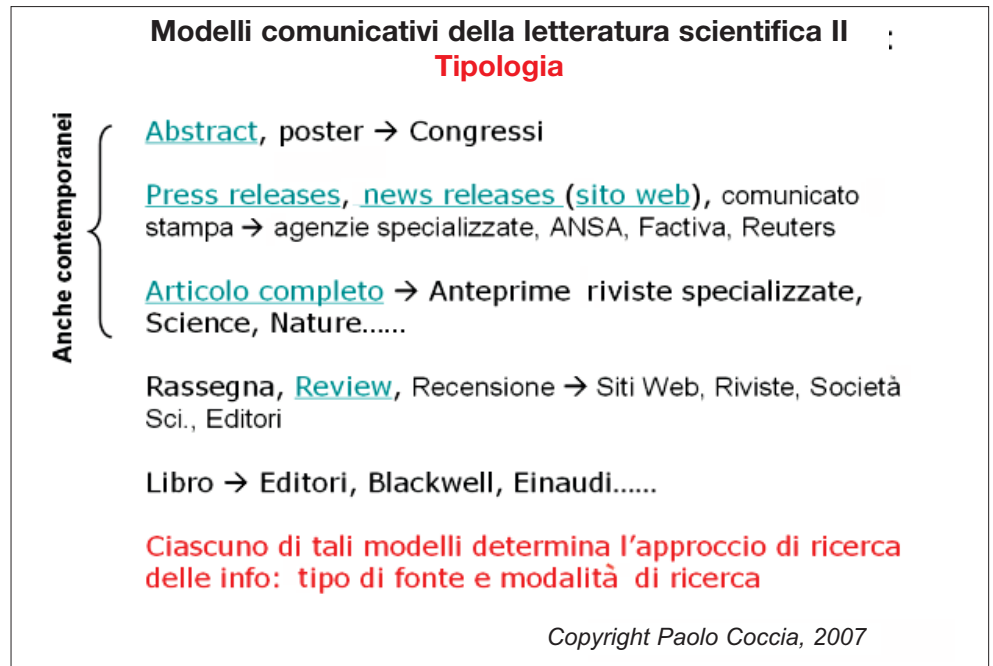 Modelli comunicativi della letteratura scientifica II :
Tipologia
Anche contemporanei
Abstract, poster → Congressi
Press releases, news releases (sito web), comunicato
stampa → agenzie specializzate, ANSA, Factiva, Reuters
Articolo completo → Anteprime riviste specializzate,
Science, Nature......
Rassegna, Review, Recensione → Siti Web, Riviste, Società
Sci., Editori
Libro → Editori, Blackwell, Einaudi......
Ciascuno di tali modelli determina l'approccio di ricerca
delle info: tipo di fonte e modalità di ricerca
Copyright Paolo Coccia, 2007